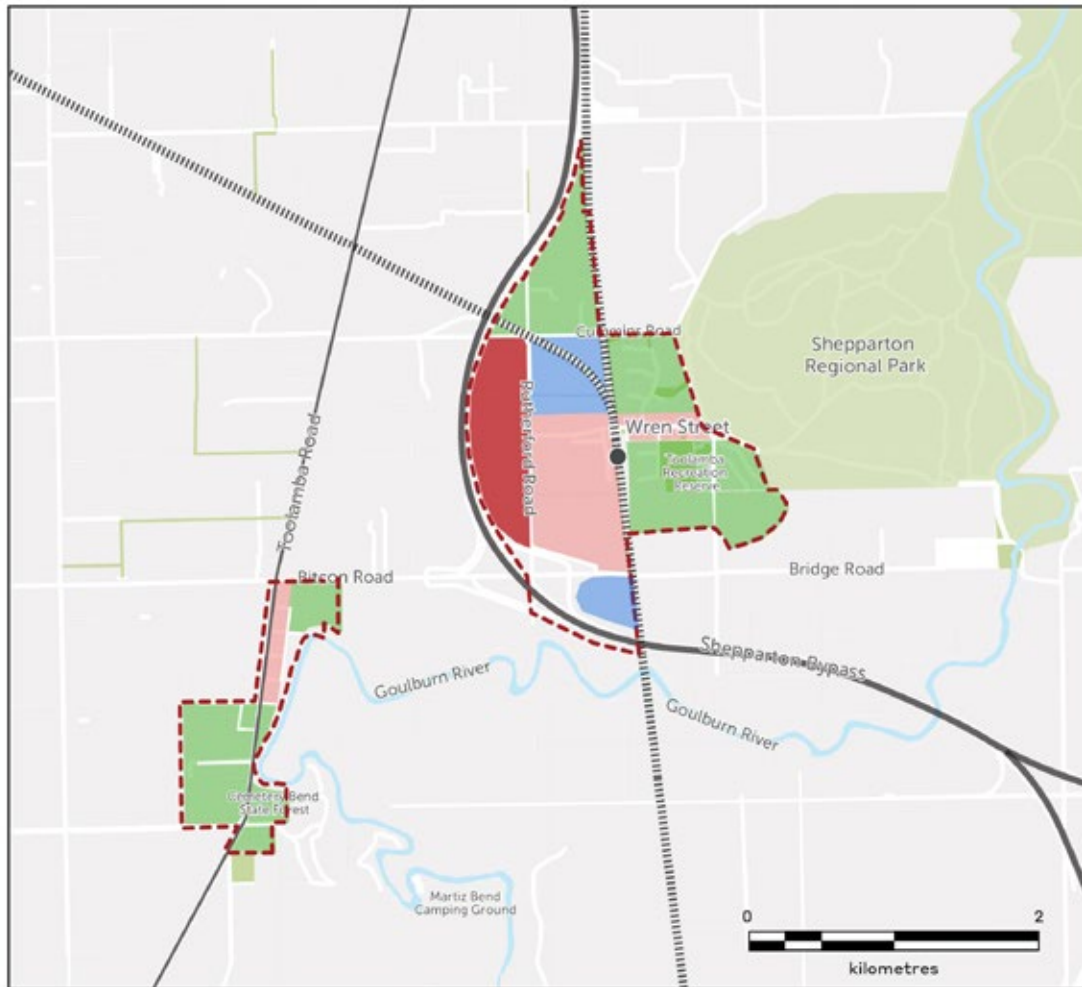 Cummins Road
Shepparton
Regional Park
Rutherford Road
Wren Street
Toolamba
Recreation
Reserve
Toolamba Road
Bitcon Road
Bridge Road
Shepparton Bypass
Goulburn River
Goulburn River
Cemetery Bend
State Forest
Martiz Bend
Camping Ground
0 2
kilometres